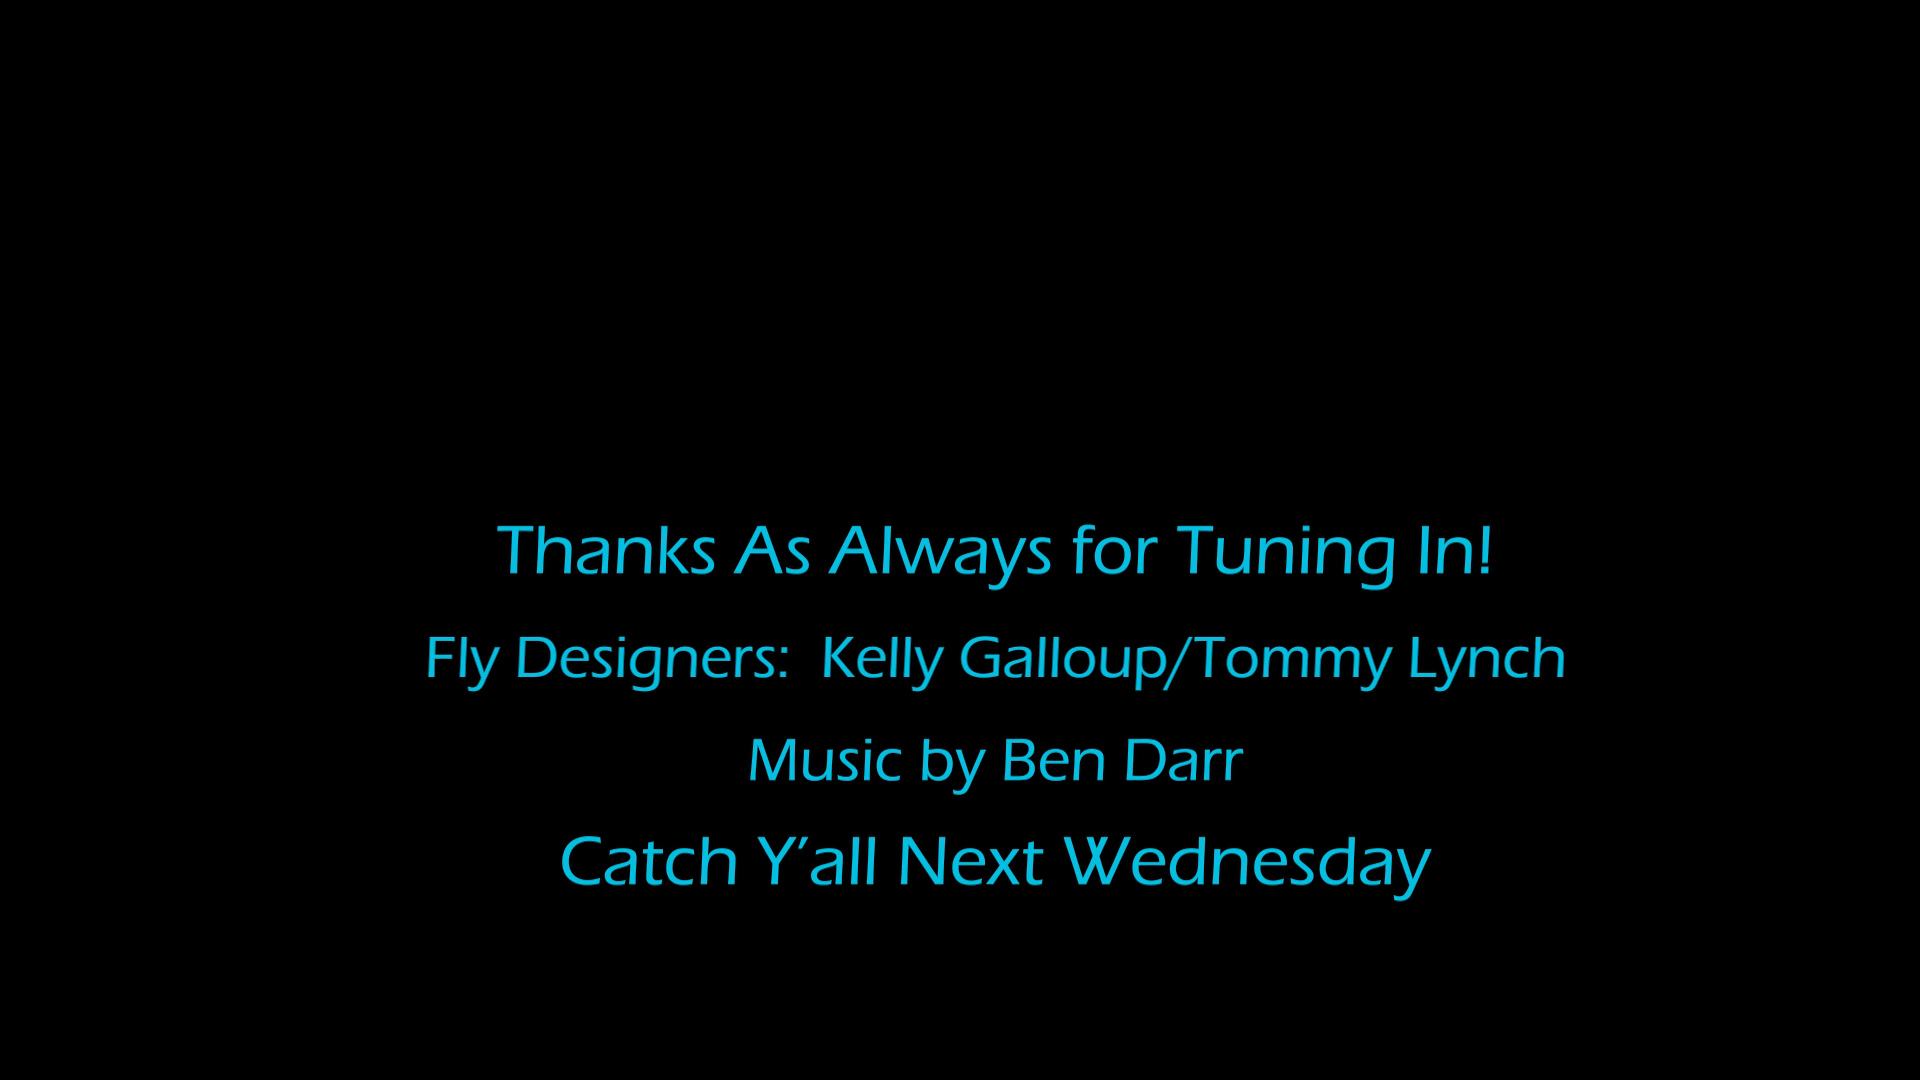 Thanks As Always for Tuning In!
Fly Designers:  Kelly Galloup/Tommy Lynch
Music by Ben Darr
Catch Y’all Next Wednesday